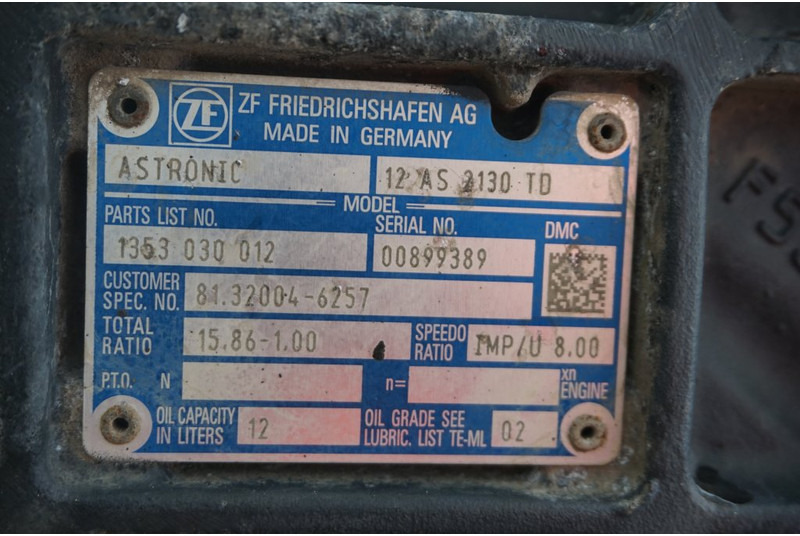 ZF
ZF FRIEDRICHSHAFEN AG
MADE IN GERMANY
ASTRONIC
12 AS 2130 TD
MODEL
PARTS LIST NO.
SERIAL NO.
DMC
1353 030 012
00899389
CUSTOMER
SPEC. NO.
81.32004-6257
TOTAL
RATIO
15.86-1.00
SPEEDO
RATIO
IMP/U 8.00
P.T.O. N
n=
xn
ENGINE
OIL CAPACITY
IN LITERS
12
OIL GRADE SEE
LUBRIC. LIST TE-ML
02